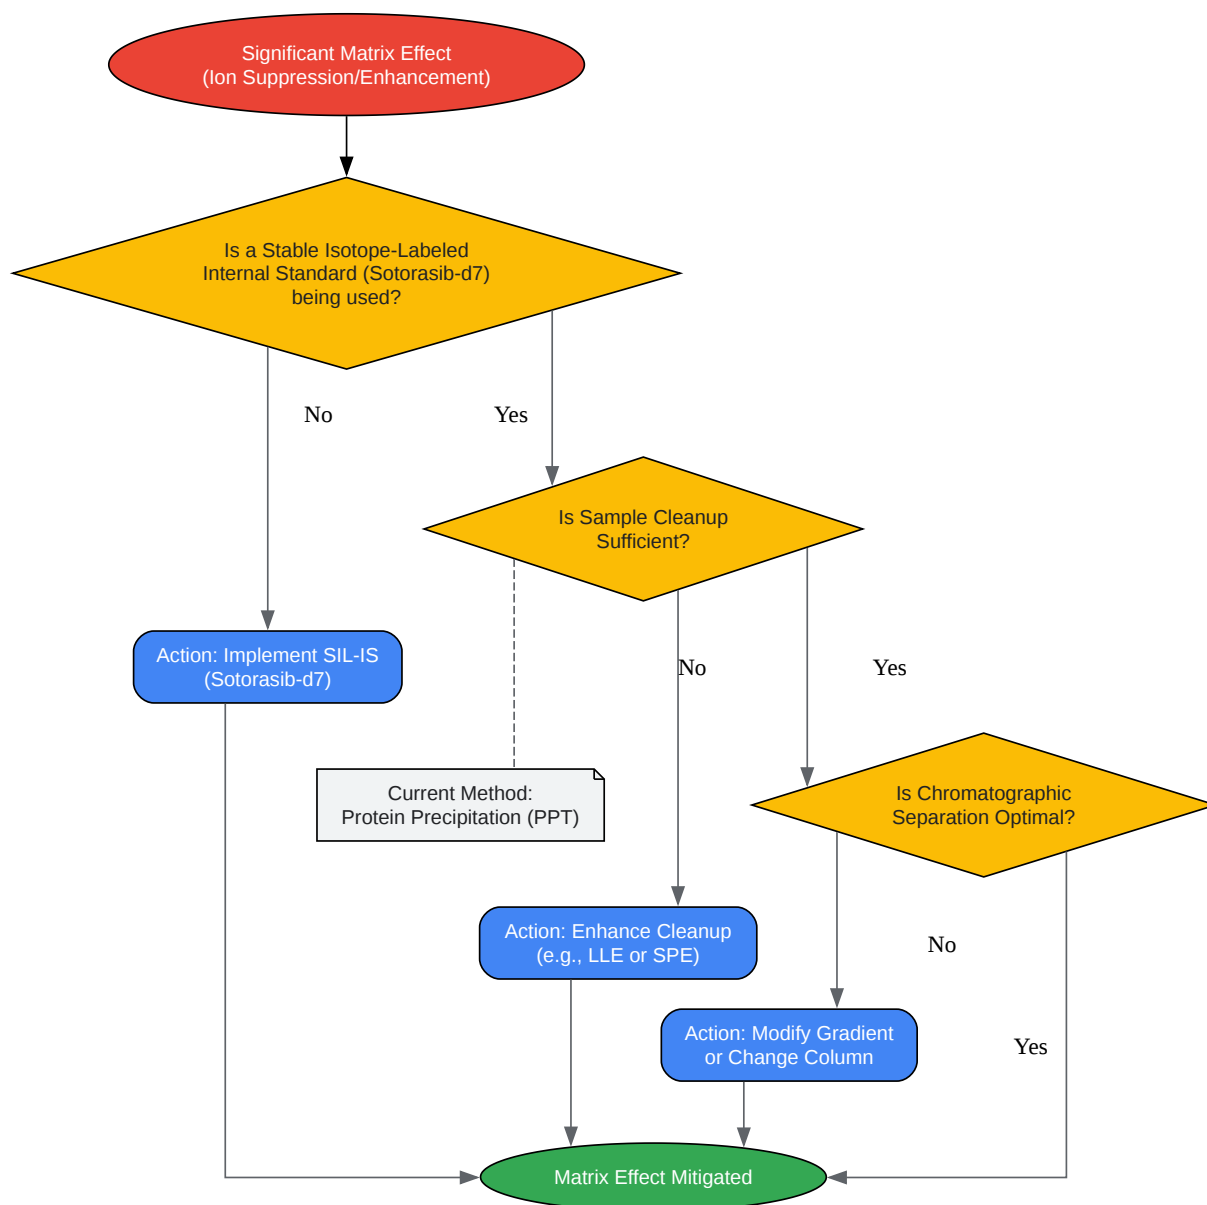 Significant Matrix Effect
(Ion Suppression/Enhancement)
Is a Stable Isotope-Labeled
Internal Standard (Sotorasib-d7)
being used?
No
Yes
Is Sample Cleanup
Sufficient?
Action: Implement SIL-IS
(Sotorasib-d7)
No
Yes
Current Method:
Protein Precipitation (PPT)
Is Chromatographic
Separation Optimal?
Action: Enhance Cleanup
(e.g., LLE or SPE)
No
Action: Modify Gradient
or Change Column
Yes
Matrix Effect Mitigated